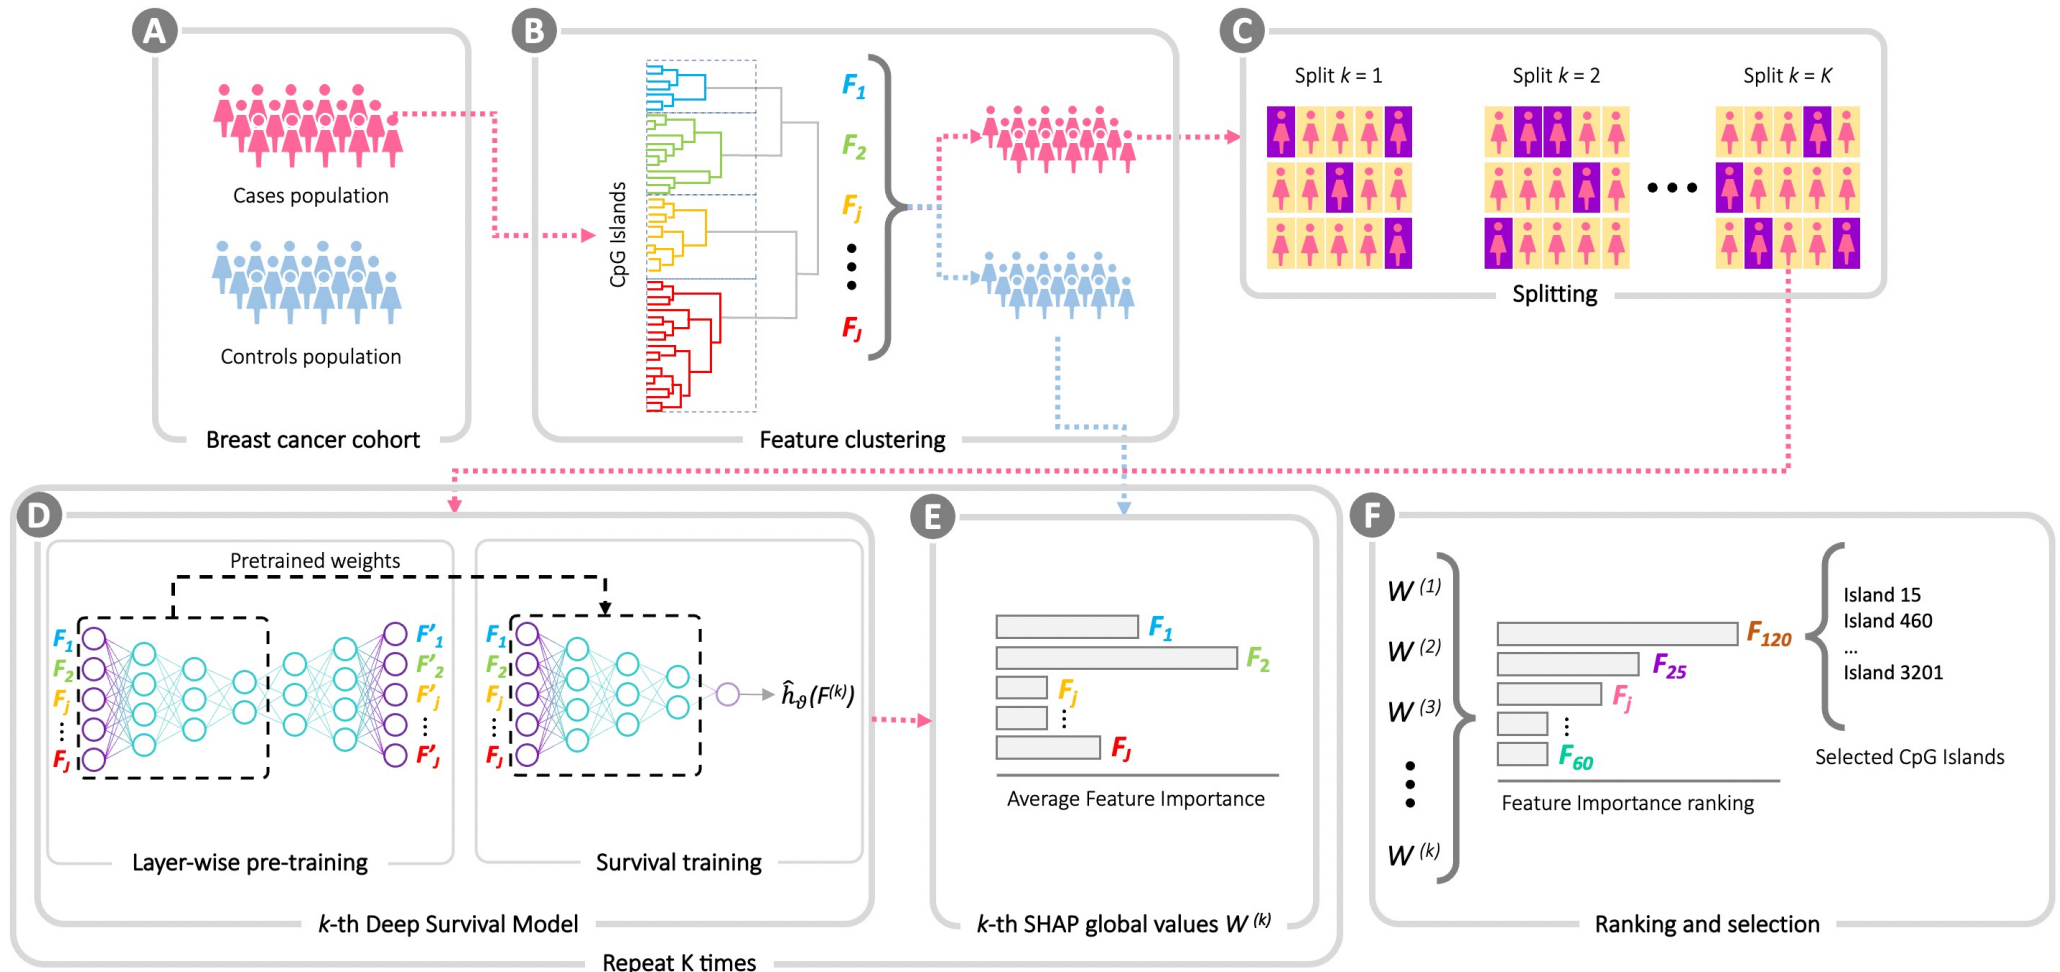 A
Cases population
Controls population
Breast cancer cohort
B
CpG Islands
F1
F2
Fj
FJ
Feature clustering
C
Split k = 1
Split k = 2
Split k = K
Splitting
D
Pretrained weights
F1
F2
Fj
FJ
F'1
F'2
F'j
F'J
Layer-wise pre-training
F1
F2
Fj
FJ
ĥϑ(F(k))
Survival training
k-th Deep Survival Model
E
F1
F2
Fj
FJ
Average Feature Importance
k-th SHAP global values W (k)
Repeat K times
F
W (1)
W (2)
W (3)
W (k)
F120
F25
Fj
F60
Feature Importance ranking
Island 15
Island 460
...
Island 3201
Selected CpG Islands
Ranking and selection